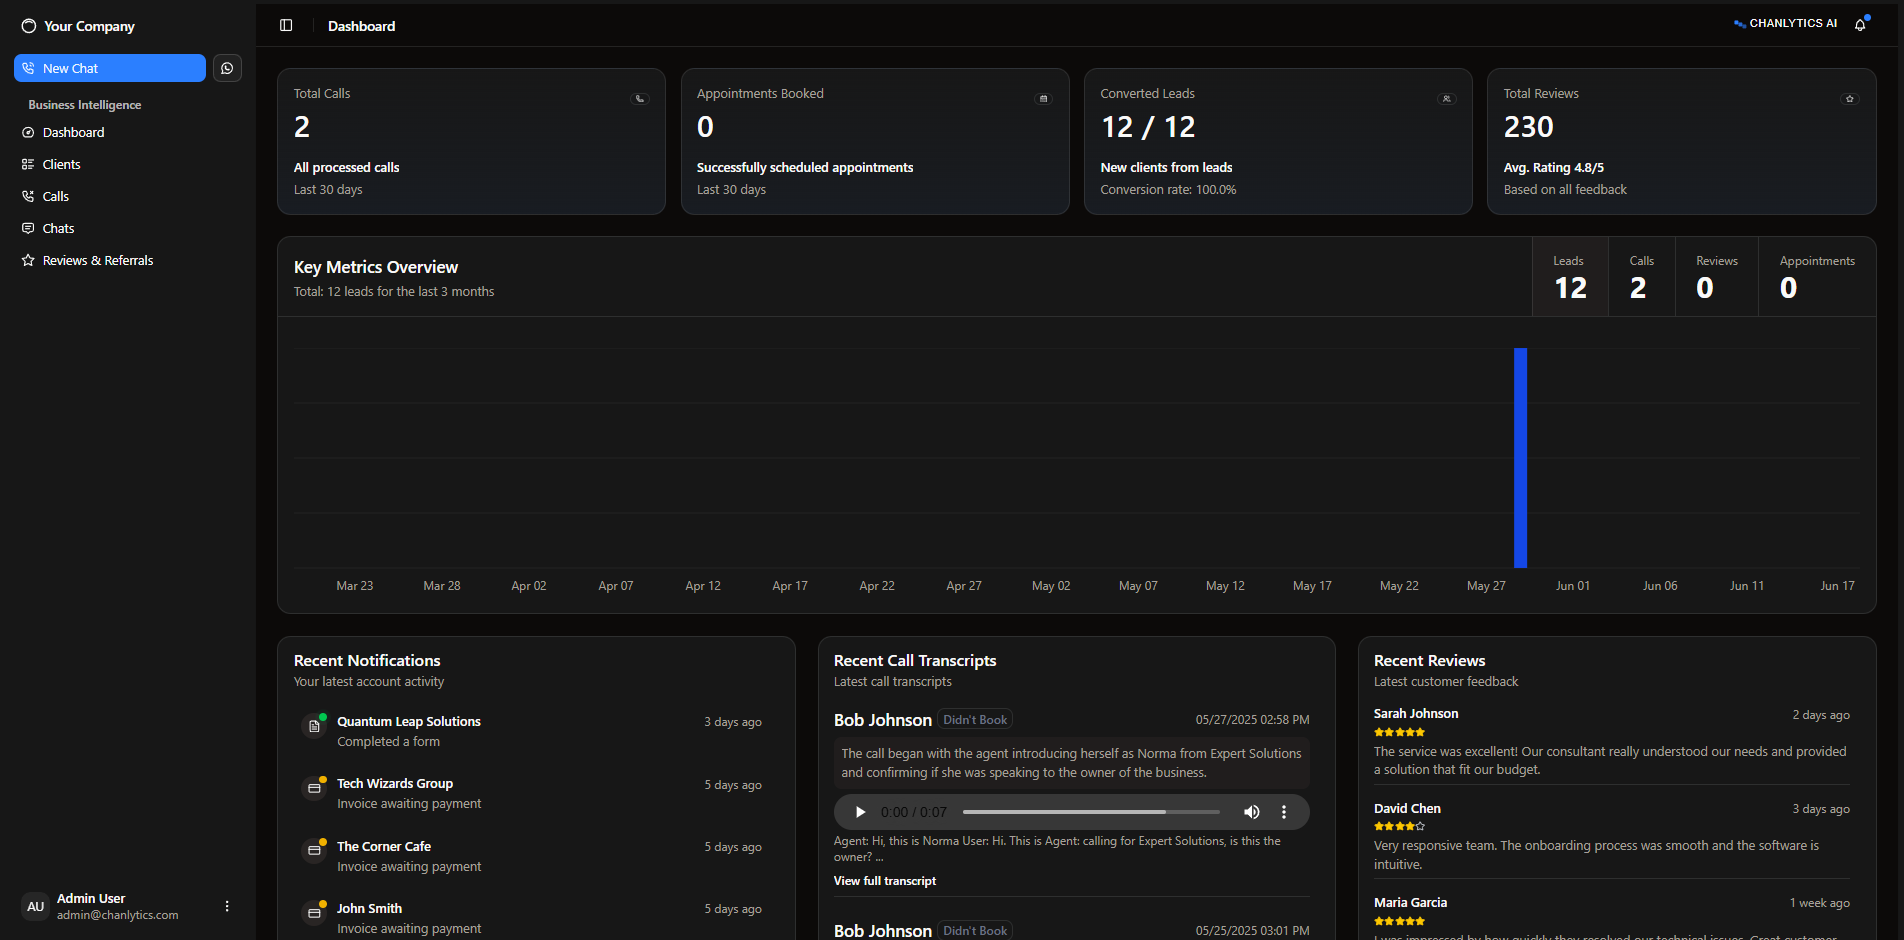 Your Company
New Chat
Business Intelligence
Dashboard
Clients
Calls
Chats
Reviews & Referrals
AU
Admin User
admin@chanlytics.com
Dashboard
CHANLYTICS AI
Total Calls
2
All processed calls
Last 30 days
Appointments Booked
0
Successfully scheduled appointments
Last 30 days
Converted Leads
12 / 12
New clients from leads
Conversion rate: 100.0%
Total Reviews
230
Avg. Rating 4.8/5
Based on all feedback
Key Metrics Overview
Total: 12 leads for the last 3 months
Leads
12
Calls
2
Reviews
0
Appointments
0
Mar 23 Mar 28 Apr 02 Apr 07 Apr 12 Apr 17 Apr 22 Apr 27 May 02 May 07 May 12 May 17 May 22 May 27 Jun 01 Jun 06 Jun 11 Jun 17
Recent Notifications
Your latest account activity
Quantum Leap Solutions 3 days ago
Completed a form
Tech Wizards Group 5 days ago
Invoice awaiting payment
The Corner Cafe 5 days ago
Invoice awaiting payment
John Smith 5 days ago
Invoice awaiting payment
Recent Call Transcripts
Latest call transcripts
Bob Johnson Didn't Book 05/27/2025 02:58 PM
The call began with the agent introducing herself as Norma from Expert Solutions
and confirming if she was speaking to the owner of the business.
0:00 / 0:07
Agent: Hi, this is Norma User: Hi. This is Agent: calling for Expert Solutions, is this the
owner? ...
View full transcript
Bob Johnson Didn't Book 05/25/2025 03:01 PM
Recent Reviews
Latest customer feedback
Sarah Johnson 2 days ago
The service was excellent! Our consultant really understood our needs and provided
a solution that fit our budget.
David Chen 3 days ago
Very responsive team. The onboarding process was smooth and the software is
intuitive.
Maria Garcia 1 week ago
I was impressed by how quickly they resolved our technical issues. Great customer